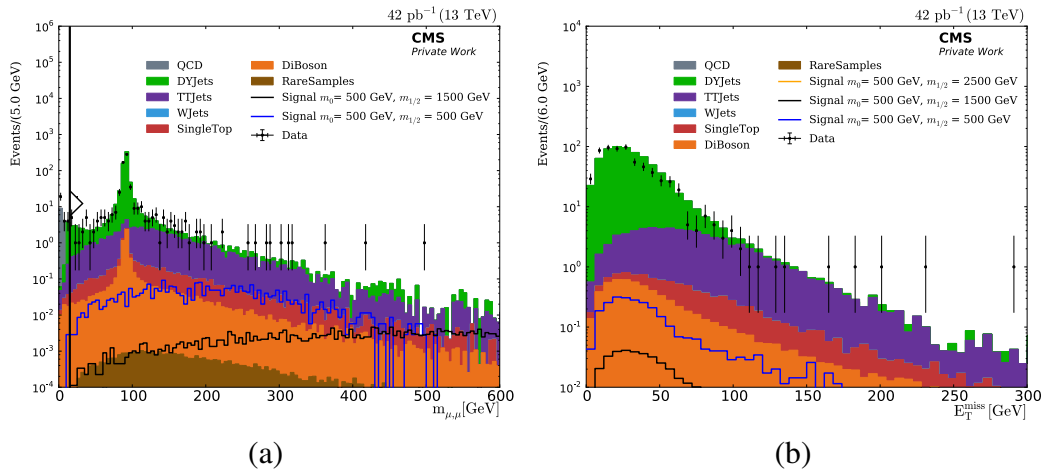 42 pb⁻¹ (13 TeV)
CMS
Private Work
QCD
DYJets
TTJets
WJets
SingleTop
DiBoson
RareSamples
Signal m₀= 500 GeV, m₁/₂ = 1500 GeV
Signal m₀= 500 GeV, m₁/₂ = 500 GeV
Data
Events/(5.0 GeV)
10⁶
10⁵
10⁴
10³
10²
10¹
10⁰
10⁻¹
10⁻²
10⁻³
10⁻⁴
0 100 200 300 400 500 600
mμ,μ [GeV]
(a)
42 pb⁻¹ (13 TeV)
CMS
Private Work
QCD
DYJets
TTJets
WJets
SingleTop
DiBoson
RareSamples
Signal m₀= 500 GeV, m₁/₂ = 2500 GeV
Signal m₀= 500 GeV, m₁/₂ = 1500 GeV
Signal m₀= 500 GeV, m₁/₂ = 500 GeV
Data
Events/(6.0 GeV)
10⁴
10³
10²
10¹
10⁰
10⁻¹
10⁻²
0 50 100 150 200 250 300
E_T^miss [GeV]
(b)